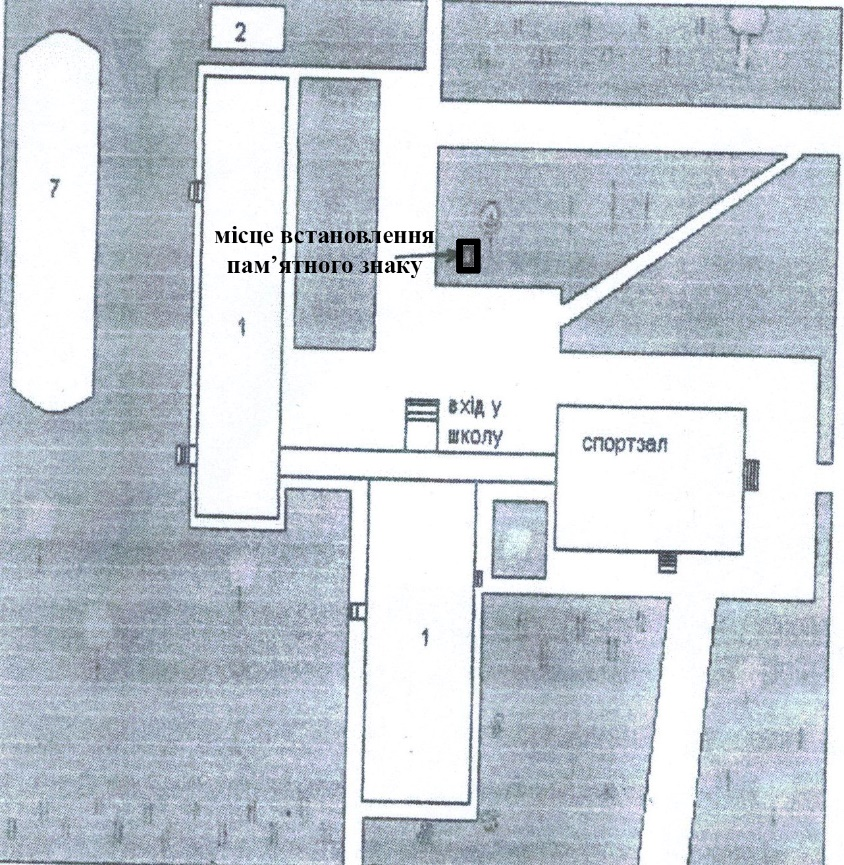 2
7
місце встановлення
пам’ятного знаку
1
вхід у
школу
спортзал
1